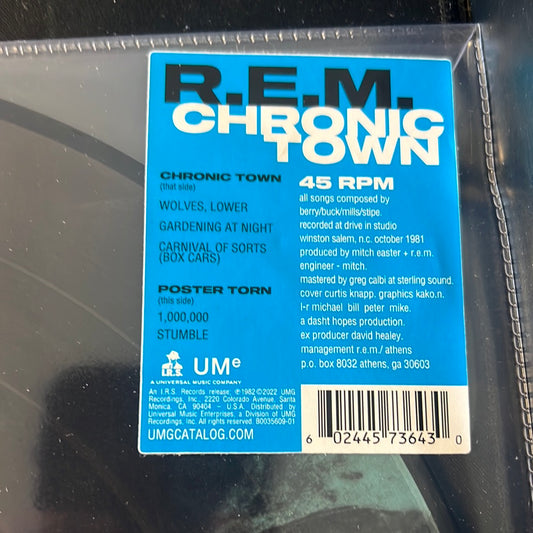 R.E.M.
CHRONIC
TOWN
CHRONIC TOWN
(that side)
WOLVES, LOWER
GARDENING AT NIGHT
CARNIVAL OF SORTS
(BOX CARS)
POSTER TORN
(this side)
1,000,000
STUMBLE
45 RPM
all songs composed by
berry/buck/mills/stipe.
recorded at drive in studio
winston salem, n.c. october 1981
produced by mitch easter + r.e.m.
engineer - mitch.
mastered by greg calbi at sterling sound.
cover curtis knapp. graphics kako.n.
l-r michael bill peter mike.
a dasht hopes production.
ex producer david healey.
management r.e.m./ athens
p.o. box 8032 athens, ga 30603
UMe
A UNIVERSAL MUSIC COMPANY
An I.R.S. Records release; ℗1982 ©2022 UMG
Recordings, Inc., 2220 Colorado Avenue, Santa
Monica, CA 90404 – U.S.A. Distributed by
Universal Music Enterprises, a Division of UMG
Recordings, Inc. All rights reserved. B0035609-01
UMGCATALOG.COM
6 02445 73643 0